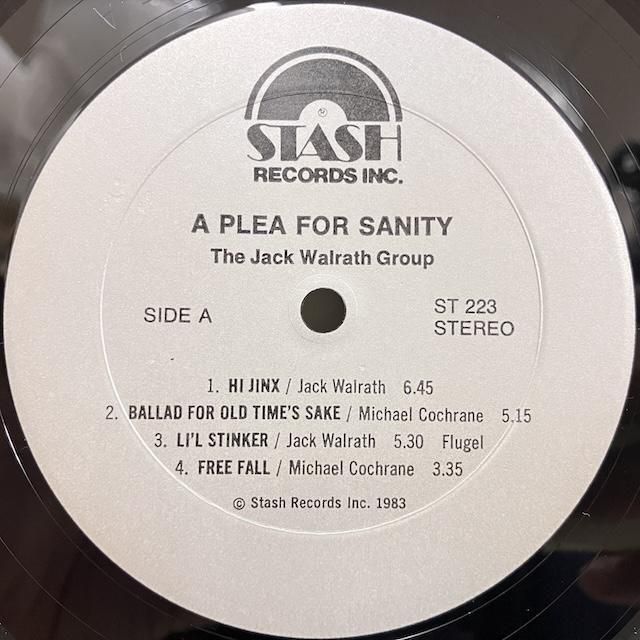 STASH
RECORDS INC.
A PLEA FOR SANITY
The Jack Walrath Group
SIDE A
ST 223
STEREO
1. HI JINX / Jack Walrath 6.45
2. BALLAD FOR OLD TIME'S SAKE / Michael Cochrane 5.15
3. LI'L STINKER / Jack Walrath 5.30 Flugel
4. FREE FALL / Michael Cochrane 3.35
© Stash Records Inc. 1983